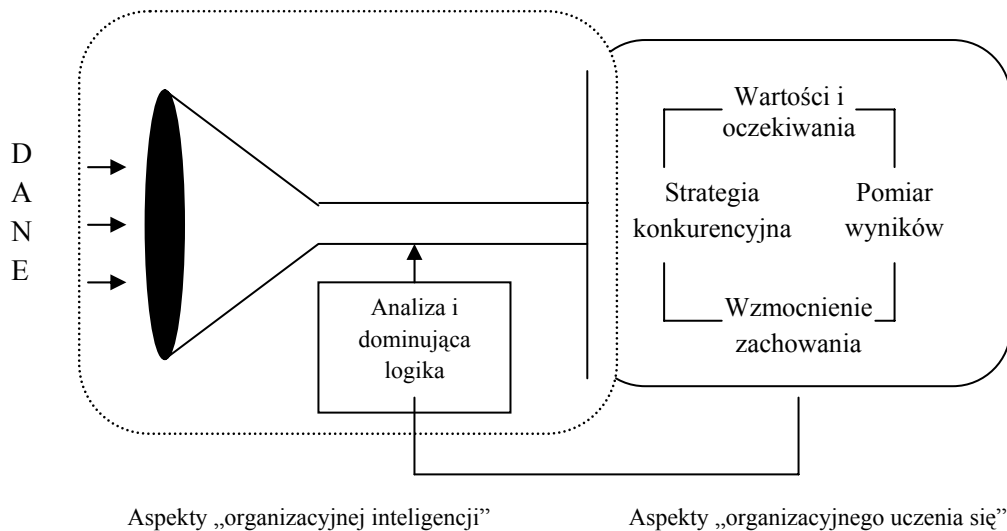 D
A
N
E
Analiza i
dominująca
logika
Wartości i
oczekiwania
Strategia
konkurencyjna
Pomiar
wyników
Wzmocnienie
zachowania
Aspekty „organizacyjnej inteligencji”
Aspekty „organizacyjnego uczenia się”